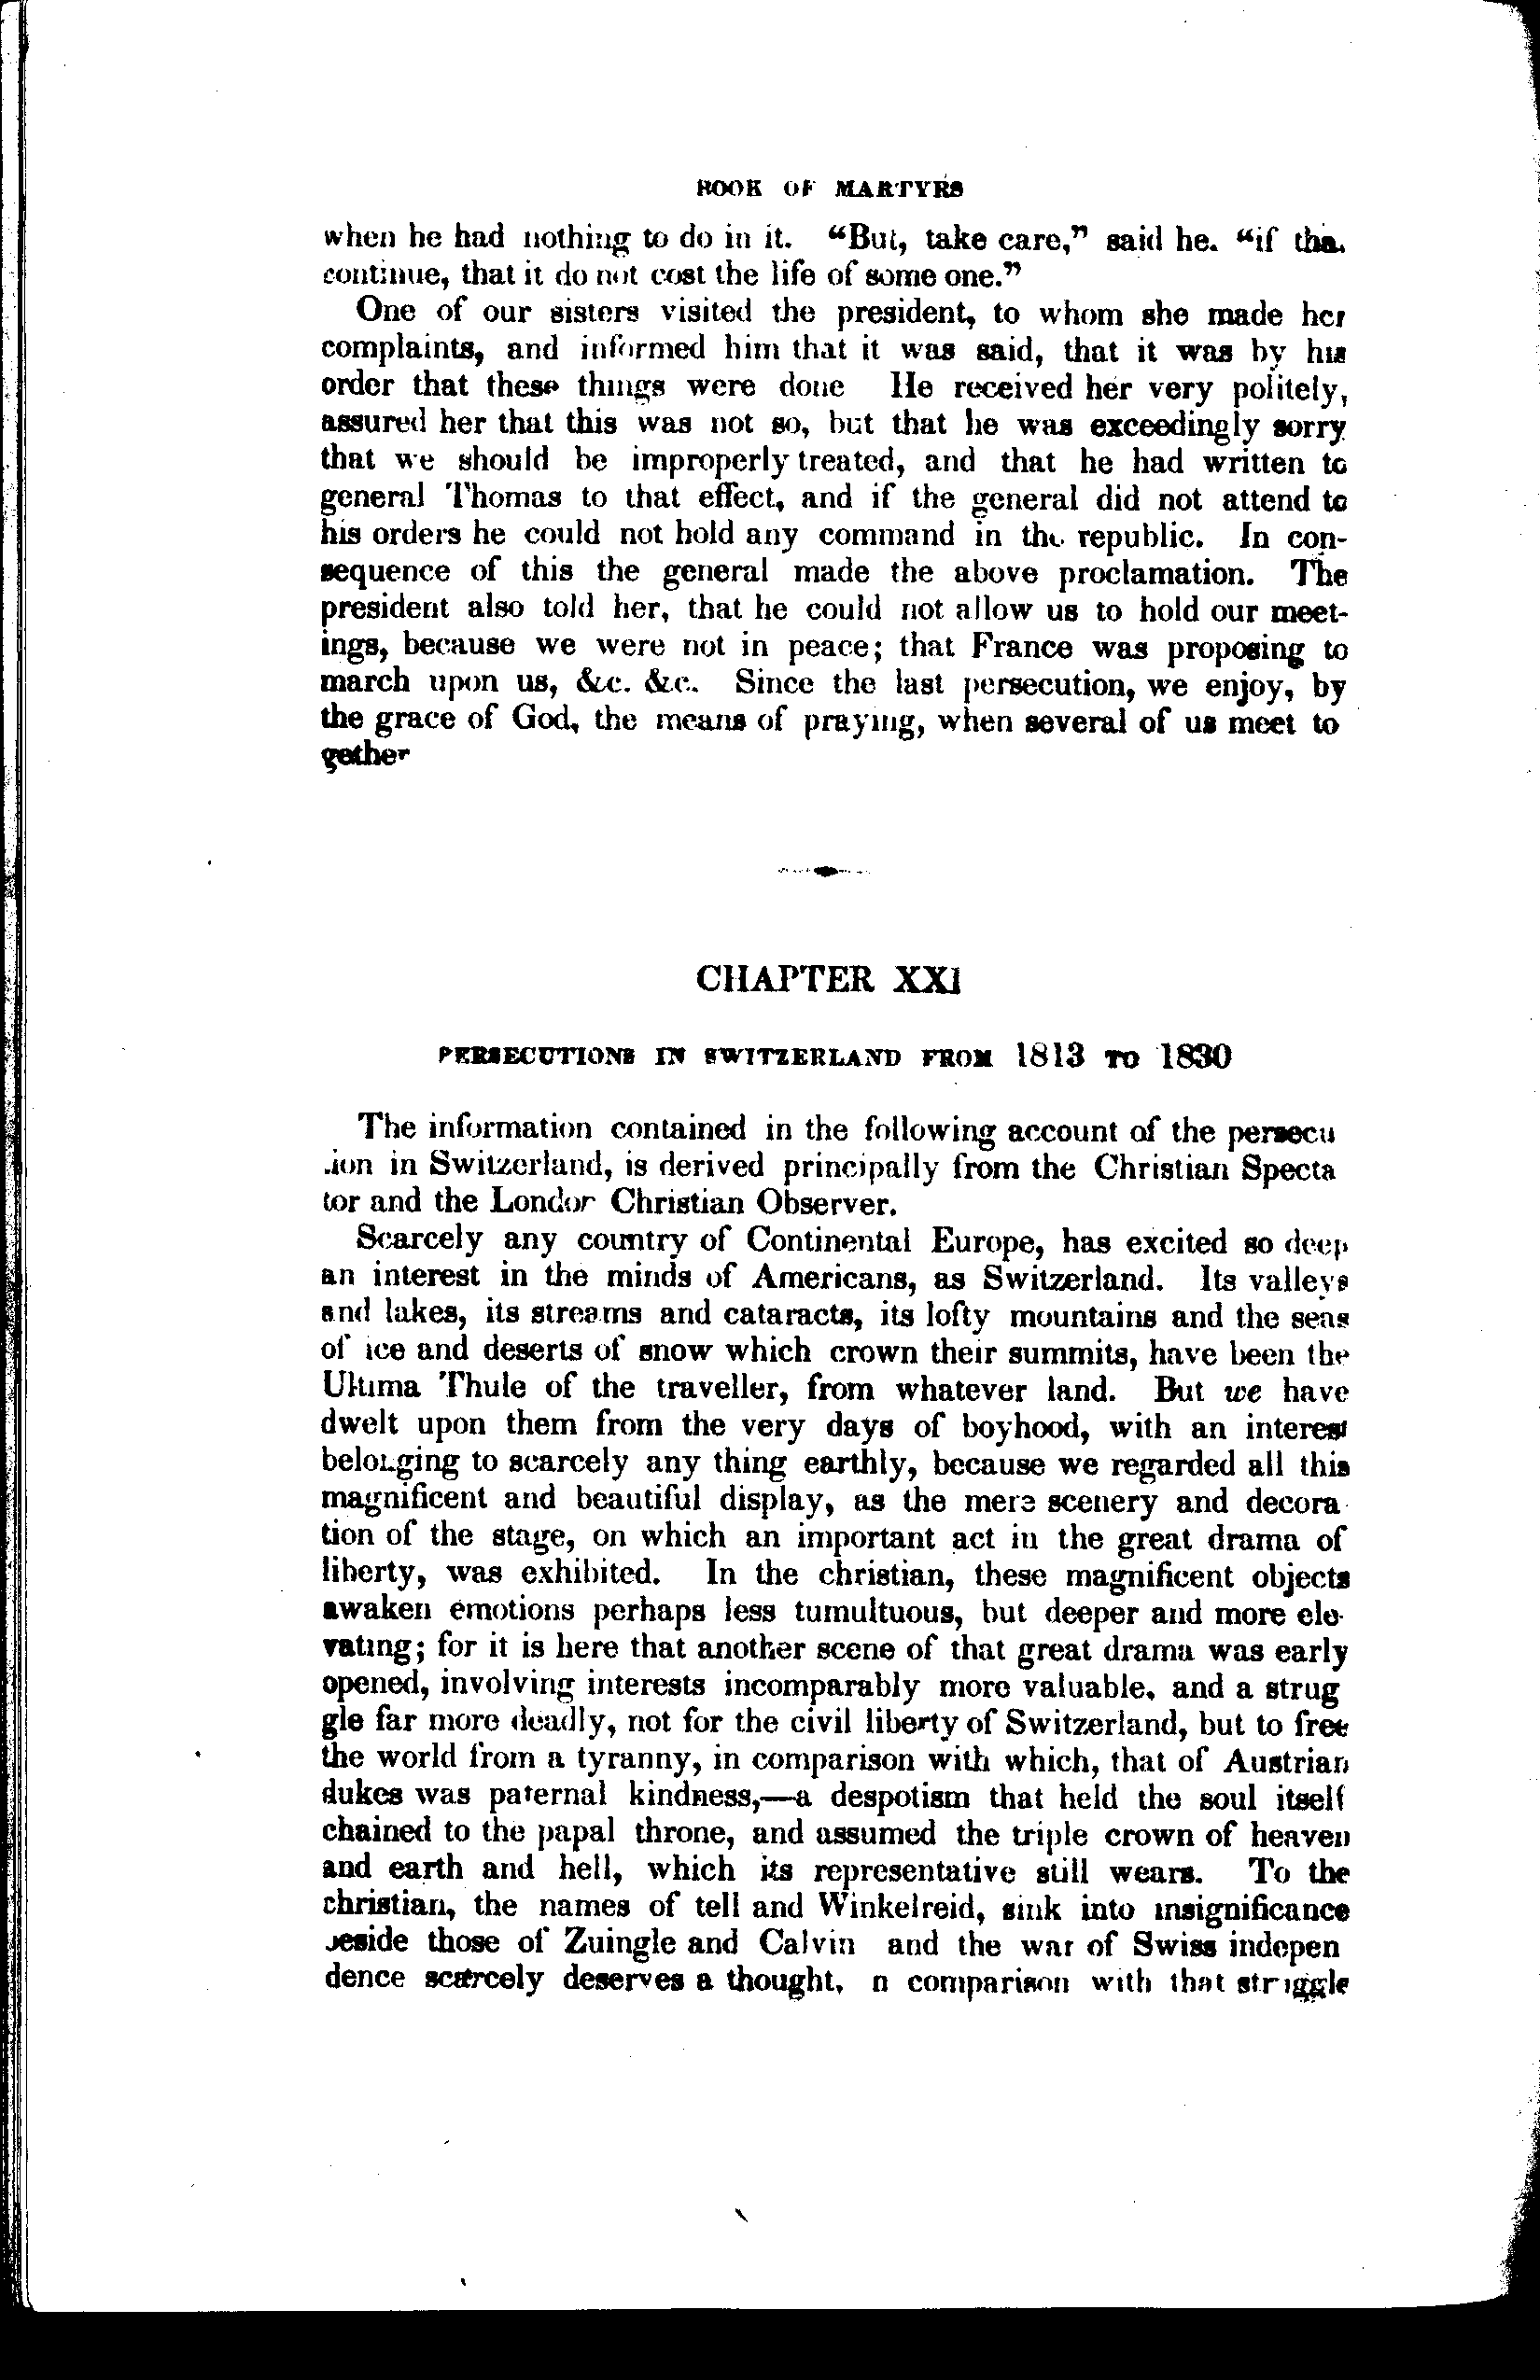 BOOK OF MARTYRS
when he had nothing to do in it. “But, take care,” said he. “if tha.
continue, that it do not cost the life of some one.”
One of our sisters visited the president, to whom she made her
complaints, and informed him that it was said, that it was by his
order that these things were done He received her very politely,
assured her that this was not so, but that he was exceedingly sorry
that we should be improperly treated, and that he had written to
general Thomas to that effect, and if the general did not attend to
his orders he could not hold any command in the republic. In con-
sequence of this the general made the above proclamation. The
president also told her, that he could not allow us to hold our meet-
ings, because we were not in peace; that France was proposing to
march upon us, &c. &c. Since the last persecution, we enjoy, by
the grace of God, the means of praying, when several of us meet to
gether
CHAPTER XXI
PERSECUTIONS IN SWITZERLAND FROM 1813 TO 1830
The information contained in the following account of the persecu
.ion in Switzerland, is derived principally from the Christian Specta
tor and the London Christian Observer.
Scarcely any country of Continental Europe, has excited so deep
an interest in the minds of Americans, as Switzerland. Its valleys
and lakes, its streams and cataracts, its lofty mountains and the seas
of ice and deserts of snow which crown their summits, have been the
Ultima Thule of the traveller, from whatever land. But we have
dwelt upon them from the very days of boyhood, with an interest
belonging to scarcely any thing earthly, because we regarded all this
magnificent and beautiful display, as the mere scenery and decora
tion of the stage, on which an important act in the great drama of
liberty, was exhibited. In the christian, these magnificent objects
awaken emotions perhaps less tumultuous, but deeper and more ele-
vating; for it is here that another scene of that great drama was early
opened, involving interests incomparably more valuable, and a strug
gle far more deadly, not for the civil liberty of Switzerland, but to free
the world from a tyranny, in comparison with which, that of Austrian
dukes was paternal kindness,—a despotism that held the soul itself
chained to the papal throne, and assumed the triple crown of heaven
and earth and hell, which its representative still wears. To the
christian, the names of tell and Winkelreid, sink into insignificance
beside those of Zuingle and Calvin and the war of Swiss indepen
dence scarcely deserves a thought, n comparison with that struggle